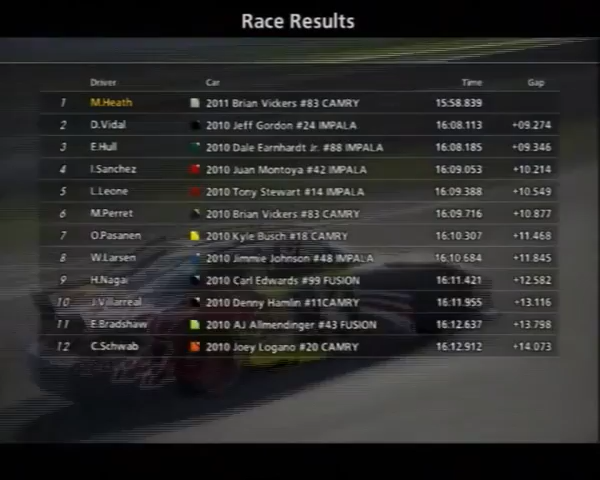 Race Results
Driver Car Time Gap
1 M.Heath 2011 Brian Vickers #83 CAMRY 15:58.839
2 D.Vidal 2010 Jeff Gordon #24 IMPALA 16:08.113 +09.274
3 E.Hull 2010 Dale Earnhardt Jr. #88 IMPALA 16:08.185 +09.346
4 I.Sanchez 2010 Juan Montoya #42 IMPALA 16:09.053 +10.214
5 L.Leone 2010 Tony Stewart #14 IMPALA 16:09.388 +10.549
6 M.Perret 2010 Brian Vickers #83 CAMRY 16:09.716 +10.877
7 O.Pasanen 2010 Kyle Busch #18 CAMRY 16:10.307 +11.468
8 W.Larsen 2010 Jimmie Johnson #48 IMPALA 16:10.684 +11.845
9 H.Nagai 2010 Carl Edwards #99 FUSION 16:11.421 +12.582
10 J.Villarreal 2010 Denny Hamlin #11CAMRY 16:11.955 +13.116
11 E.Bradshaw 2010 AJ Allmendinger #43 FUSION 16:12.637 +13.798
12 C.Schwab 2010 Joey Logano #20 CAMRY 16:12.912 +14.073